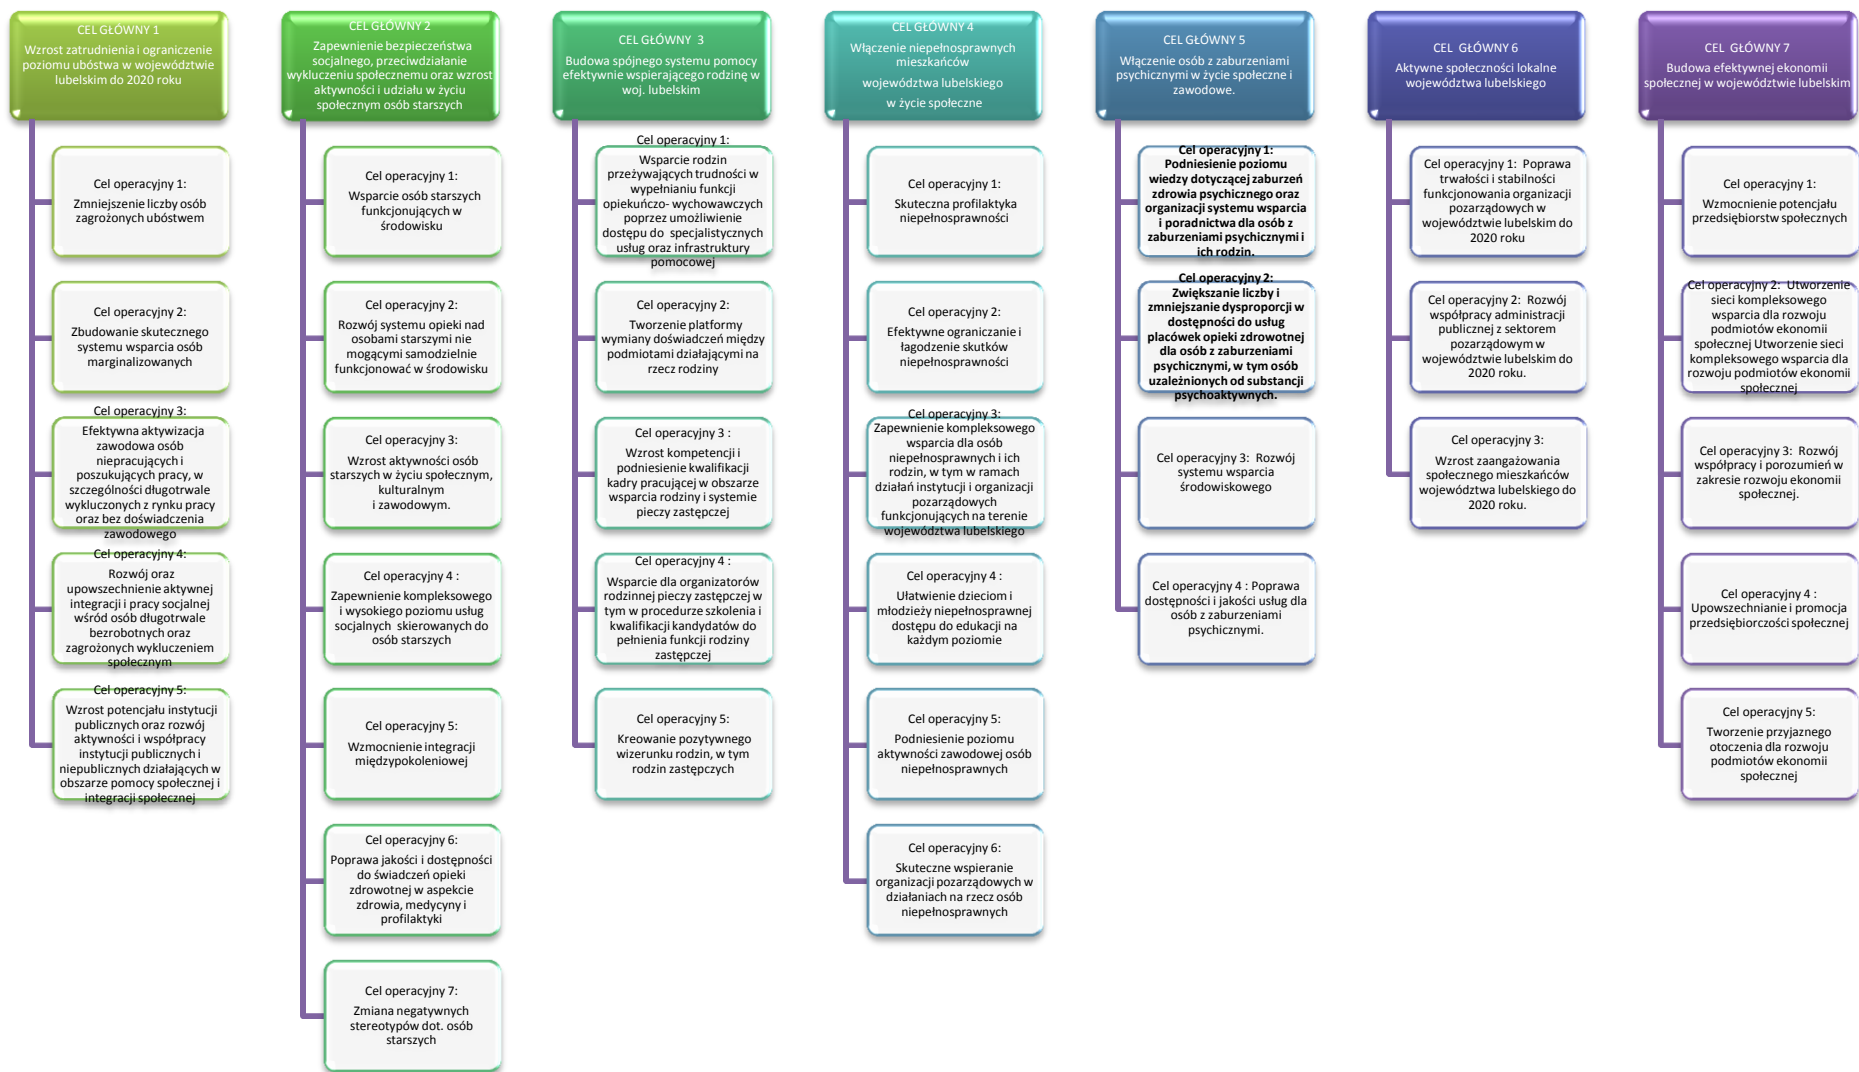 CEL GŁÓWNY 1
Wzrost zatrudnienia i ograniczenie
poziomu ubóstwa w województwie
lubelskim do 2020 roku
Cel operacyjny 1:
Zmniejszenie liczby osób
zagrożonych ubóstwem
Cel operacyjny 2:
Zbudowanie skutecznego
systemu wsparcia osób
marginalizowanych
Cel operacyjny 3:
Efektywna aktywizacja
zawodowa osób
niepracujących i
poszukujących pracy, w
szczególności długotrwale
wykluczonych z rynku pracy
oraz bez doświadczenia
zawodowego
Cel operacyjny 4:
Rozwój oraz
upowszechnienie aktywnej
integracji i pracy socjalnej
wśród osób długotrwale
bezrobotnych oraz
zagrożonych wykluczeniem
społecznym
Cel operacyjny 5:
Wzrost potencjału instytucji
publicznych oraz rozwój
aktywności i współpracy
instytucji publicznych i
niepublicznych działających w
obszarze pomocy społecznej i
integracji społecznej
CEL GŁÓWNY 2
Zapewnienie bezpieczeństwa
socjalnego, przeciwdziałanie
wykluczeniu społecznemu oraz wzrost
aktywności i udziału w życiu
społecznym osób starszych
Cel operacyjny 1:
Wsparcie osób starszych
funkcjonujących w
środowisku
Cel operacyjny 2:
Rozwój systemu opieki nad
osobami starszymi nie
mogącymi samodzielnie
funkcjonować w środowisku
Cel operacyjny 3:
Wzrost aktywności osób
starszych w życiu społecznym,
kulturalnym
i zawodowym.
Cel operacyjny 4 :
Zapewnienie kompleksowego
i wysokiego poziomu usług
socjalnych skierowanych do
osób starszych
Cel operacyjny 5:
Wzmocnienie integracji
międzypokoleniowej
Cel operacyjny 6:
Poprawa jakości i dostępności
do świadczeń opieki
zdrowotnej w aspekcie
zdrowia, medycyny i
profilaktyki
Cel operacyjny 7:
Zmiana negatywnych
stereotypów dot. osób
starszych
CEL GŁÓWNY 3
Budowa spójnego systemu pomocy
efektywnie wspierającego rodzinę w
woj. lubelskim
Cel operacyjny 1:
Wsparcie rodzin
przeżywających trudności w
wypełnianiu funkcji
opiekuńczo- wychowawczych
poprzez umożliwienie
dostępu do specjalistycznych
usług oraz infrastruktury
pomocowej
Cel operacyjny 2:
Tworzenie platformy
wymiany doświadczeń między
podmiotami działającymi na
rzecz rodziny
Cel operacyjny 3 :
Wzrost kompetencji i
podniesienie kwalifikacji
kadry pracującej w obszarze
wsparcia rodziny i systemie
pieczy zastępczej
Cel operacyjny 4 :
Wsparcie dla organizatorów
rodzinnej pieczy zastępczej w
tym w procedurze szkolenia i
kwalifikacji kandydatów do
pełnienia funkcji rodziny
zastępczej
Cel operacyjny 5:
Kreowanie pozytywnego
wizerunku rodzin, w tym
rodzin zastępczych
CEL GŁÓWNY 4
Włączenie niepełnosprawnych
mieszkańców
województwa lubelskiego
w życie społeczne
Cel operacyjny 1:
Skuteczna profilaktyka
niepełnosprawności
Cel operacyjny 2:
Efektywne ograniczanie i
łagodzenie skutków
niepełnosprawności
Cel operacyjny 3:
Zapewnienie kompleksowego
wsparcia dla osób
niepełnosprawnych i ich
rodzin, w tym w ramach
działań instytucji i organizacji
pozarządowych
funkcjonujących na terenie
województwa lubelskiego
Cel operacyjny 4 :
Ułatwienie dzieciom i
młodzieży niepełnosprawnej
dostępu do edukacji na
każdym poziomie
Cel operacyjny 5:
Podniesienie poziomu
aktywności zawodowej osób
niepełnosprawnych
Cel operacyjny 6:
Skuteczne wspieranie
organizacji pozarządowych w
działaniach na rzecz osób
niepełnosprawnych
CEL GŁÓWNY 5
Włączenie osób z zaburzeniami
psychicznymi w życie społeczne i
zawodowe.
Cel operacyjny 1:
Podniesienie poziomu
wiedzy dotyczącej zaburzeń
zdrowia psychicznego oraz
organizacji systemu wsparcia
i poradnictwa dla osób z
zaburzeniami psychicznymi i
ich rodzin.
Cel operacyjny 2:
Zwiększanie liczby i
zmniejszanie dysproporcji w
dostępności do usług
placówek opieki zdrowotnej
dla osób z zaburzeniami
psychicznymi, w tym osób
uzależnionych od substancji
psychoaktywnych.
Cel operacyjny 3: Rozwój
systemu wsparcia
środowiskowego
Cel operacyjny 4 : Poprawa
dostępności i jakości usług dla
osób z zaburzeniami
psychicznymi.
CEL GŁÓWNY 6
Aktywne społeczności lokalne
województwa lubelskiego
Cel operacyjny 1: Poprawa
trwałości i stabilności
funkcjonowania organizacji
pozarządowych w
województwie lubelskim do
2020 roku
Cel operacyjny 2: Rozwój
współpracy administracji
publicznej z sektorem
pozarządowym w
województwie lubelskim do
2020 roku.
Cel operacyjny 3:
Wzrost zaangażowania
społecznego mieszkańców
województwa lubelskiego do
2020 roku.
CEL GŁÓWNY 7
Budowa efektywnej ekonomii
społecznej w województwie lubelskim
Cel operacyjny 1:
Wzmocnienie potencjału
przedsiębiorstw społecznych
Cel operacyjny 2: Utworzenie
sieci kompleksowego
wsparcia dla rozwoju
podmiotów ekonomii
społecznej Utworzenie sieci
kompleksowego wsparcia dla
rozwoju podmiotów ekonomii
społecznej
Cel operacyjny 3: Rozwój
współpracy i porozumień w
zakresie rozwoju ekonomii
społecznej.
Cel operacyjny 4 :
Upowszechnianie i promocja
przedsiębiorczości społecznej
Cel operacyjny 5:
Tworzenie przyjaznego
otoczenia dla rozwoju
podmiotów ekonomii
społecznej